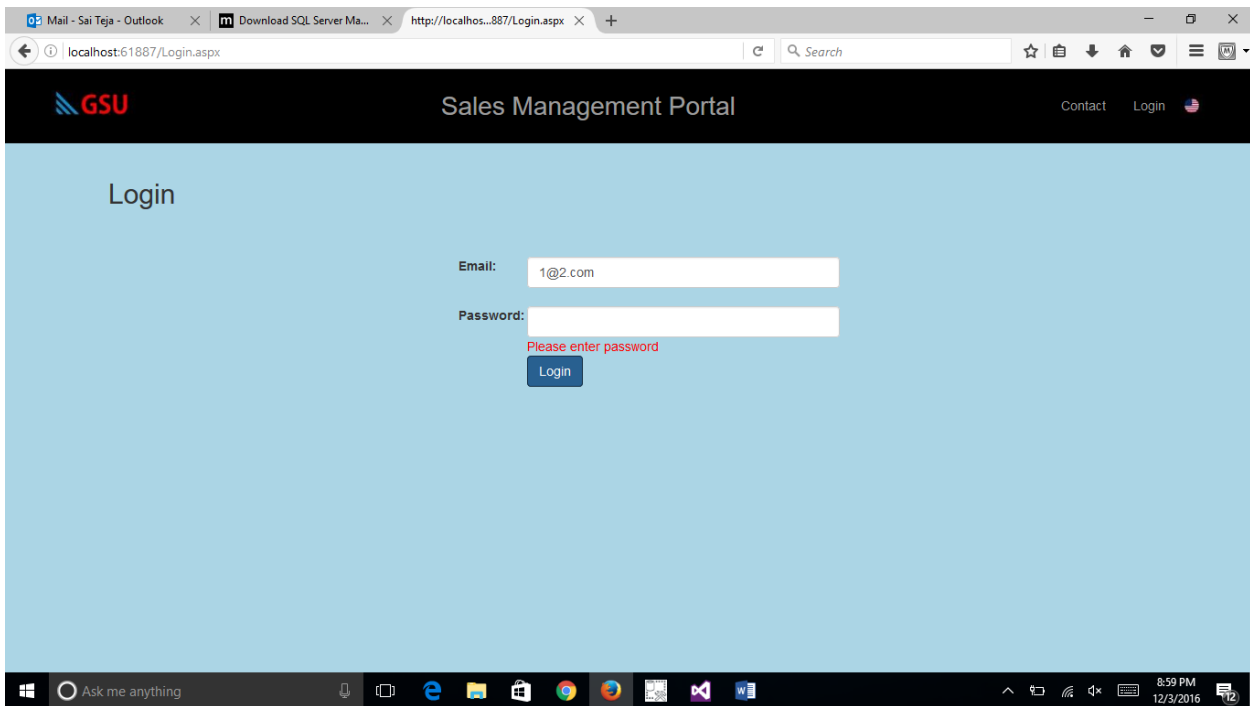 Mail - Sai Teja - Outlook
m Download SQL Server Ma...
http://localhos...887/Login.aspx
localhost:61887/Login.aspx
Search
GSU
Sales Management Portal
Contact Login
Login
Email: 1@2.com
Password:
Please enter password
Login
Ask me anything
8:59 PM
12/3/2016
12